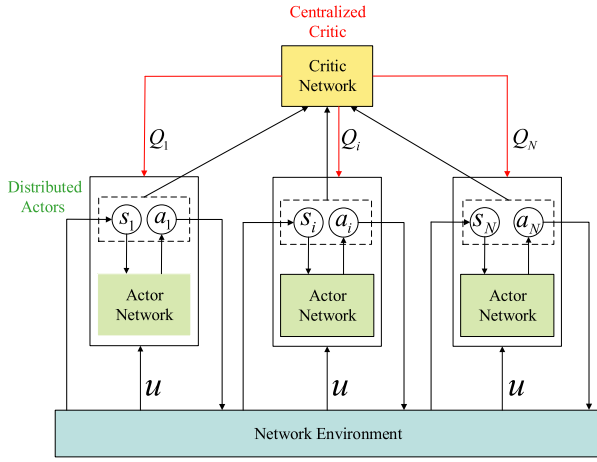 Centralized
Critic
Critic
Network
Q1
Qi
QN
Distributed
Actors
s1 a1
si ai
sN aN
Actor
Network
Actor
Network
Actor
Network
u
u
u
Network Environment